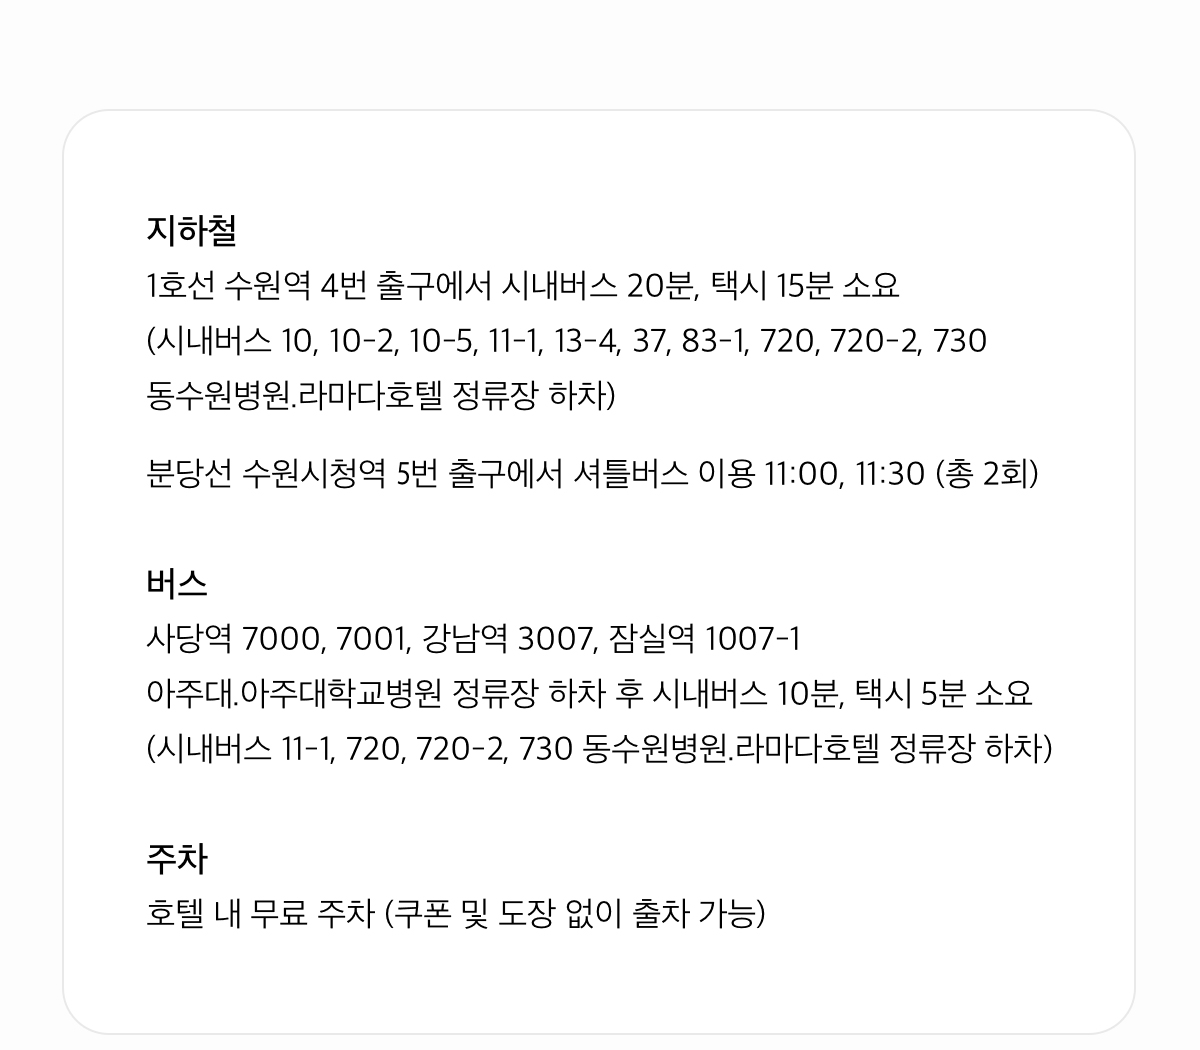 지하철
1호선 수원역 4번 출구에서 시내버스 20분, 택시 15분 소요
(시내버스 10, 10-2, 10-5, 11-1, 13-4, 37, 83-1, 720, 720-2, 730
동수원병원.라마다호텔 정류장 하차)
분당선 수원시청역 5번 출구에서 셔틀버스 이용 11:00, 11:30 (총 2회)
버스
사당역 7000, 7001, 강남역 3007, 잠실역 1007-1
아주대.아주대학교병원 정류장 하차 후 시내버스 10분, 택시 5분 소요
(시내버스 11-1, 720, 720-2, 730 동수원병원.라마다호텔 정류장 하차)
주차
호텔 내 무료 주차 (쿠폰 및 도장 없이 출차 가능)